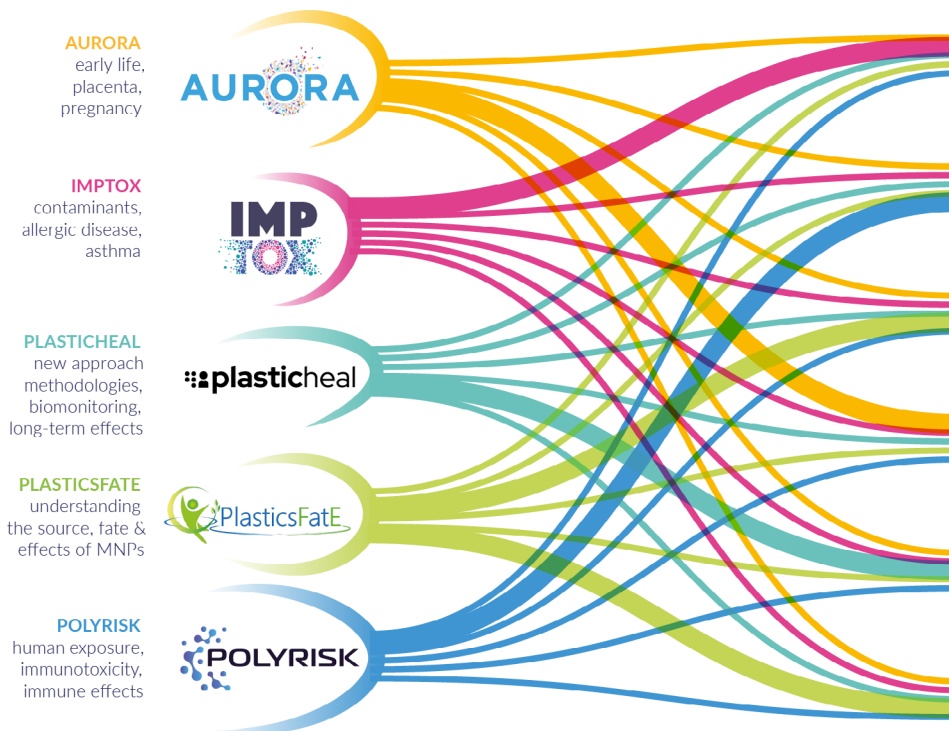 AURORA
early life,
placenta,
pregnancy
AURORA
IMPTOX
contaminants,
allergic disease,
asthma
IMP
TOX
PLASTICHEAL
new approach
methodologies,
biomonitoring,
long-term effects
plasticheal
PLASTICSFATE
understanding
the source, fate &
effects of MNPs
PlasticsFatE
POLYRISK
human exposure,
immunotoxicity,
immune effects
POLYRISK